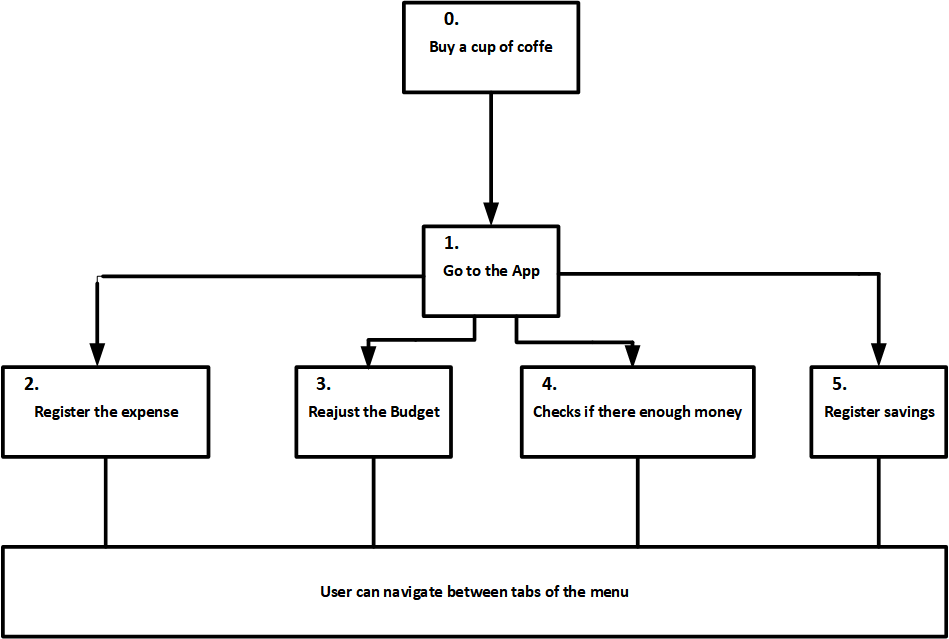 0.
Buy a cup of coffe
1.
Go to the App
2.
Register the expense
3.
Reajust the Budget
4.
Checks if there enough money
5.
Register savings
User can navigate between tabs of the menu